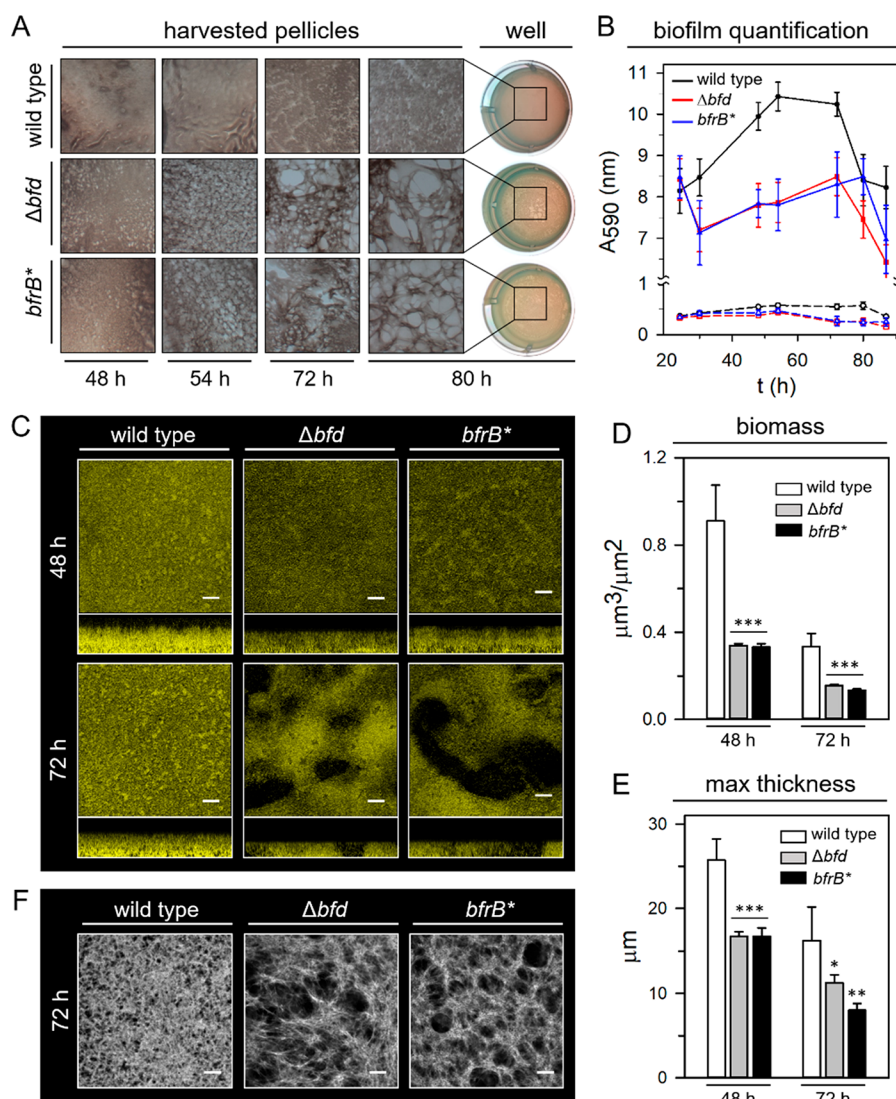 A harvested pellicles well
wild type
Δbfd
bfrB*
48 h 54 h 72 h 80 h
B biofilm quantification
wild type
Δbfd
bfrB*
A590 (nm)
11
10
9
8
7
1
0
20 40 60 80
t (h)
C wild type Δbfd bfrB*
48 h
72 h
D biomass
μm3/μm2
1.2
0.8
0.4
0.0
wild type
Δbfd
bfrB*
***
***
48 h 72 h
E max thickness
μm
30
20
10
0
wild type
Δbfd
bfrB*
***
*
**
48 h 72 h
F wild type Δbfd bfrB*
72 h